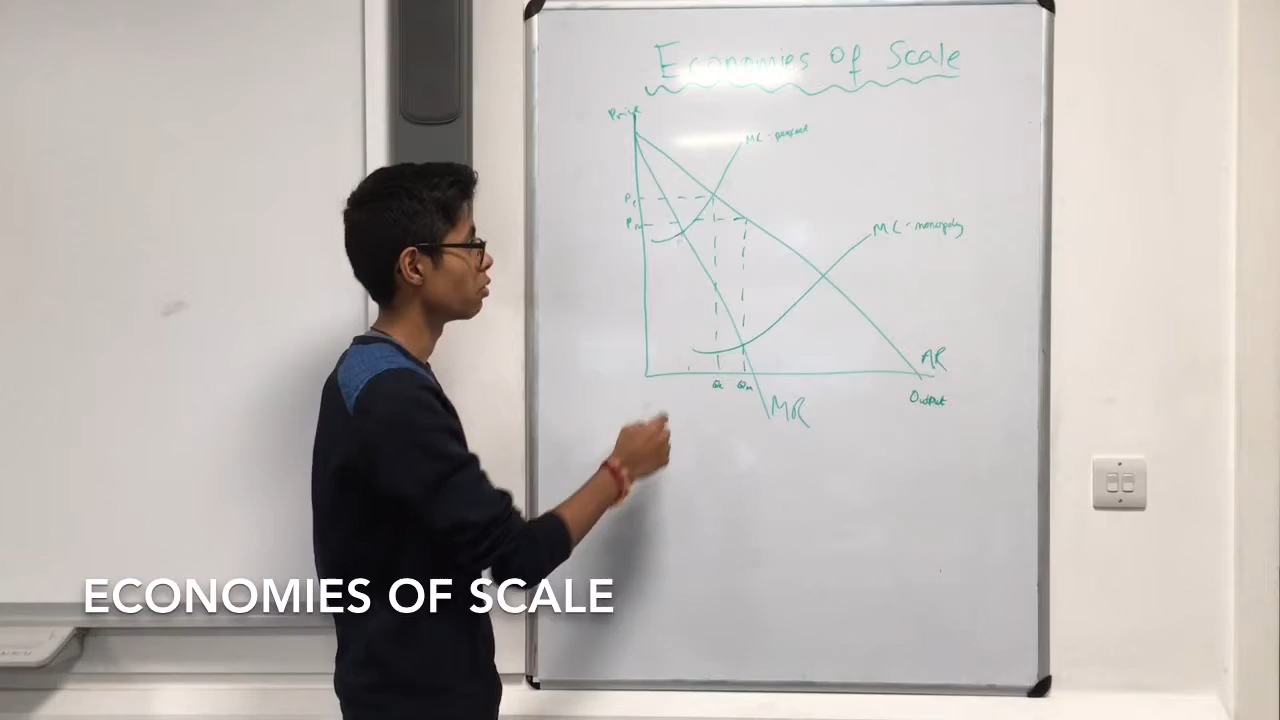 Economies of Scale
Price
MC - perfect
Pc
Pm
MC - monopoly
AR
Qc Qm
Output
MR
ECONOMIES OF SCALE